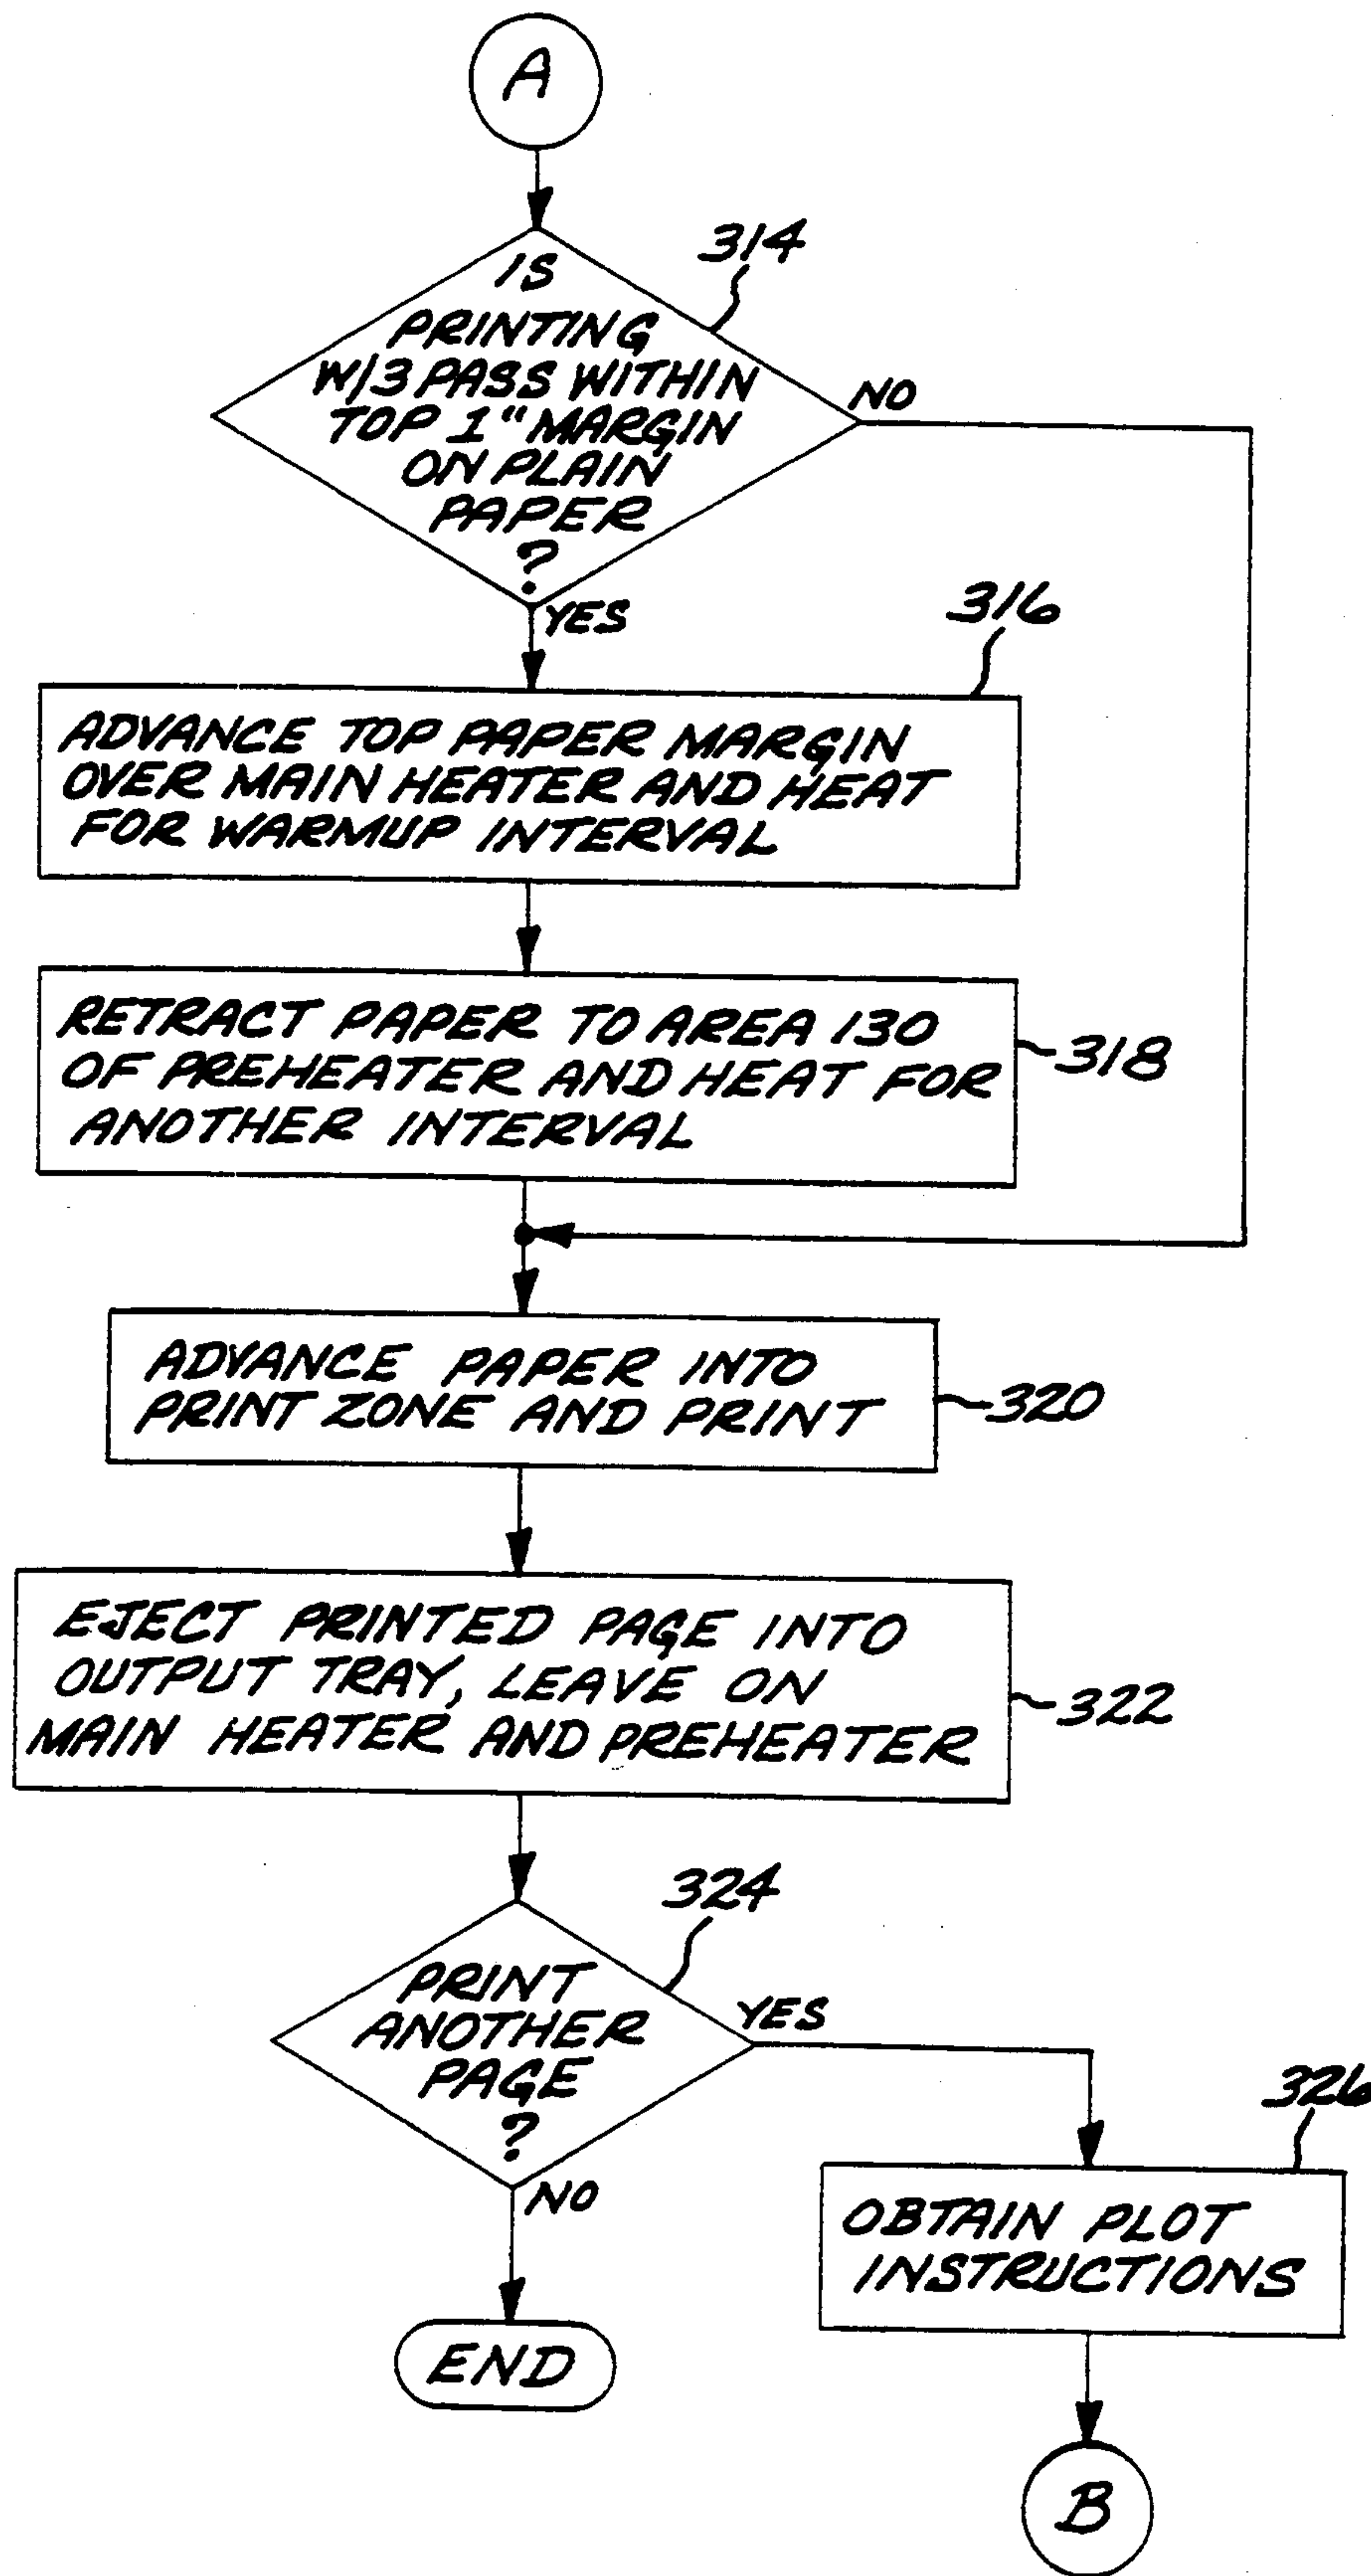 A
314
IS
PRINTING
W/3 PASS WITHIN
TOP 1" MARGIN
ON PLAIN
PAPER
?
NO
YES
316
ADVANCE TOP PAPER MARGIN
OVER MAIN HEATER AND HEAT
FOR WARMUP INTERVAL
RETRACT PAPER TO AREA 130
OF PREHEATER AND HEAT FOR
ANOTHER INTERVAL
318
ADVANCE PAPER INTO
PRINT ZONE AND PRINT
320
EJECT PRINTED PAGE INTO
OUTPUT TRAY, LEAVE ON
MAIN HEATER AND PREHEATER
322
324
PRINT
ANOTHER
PAGE
?
YES
NO
326
OBTAIN PLOT
INSTRUCTIONS
END
B